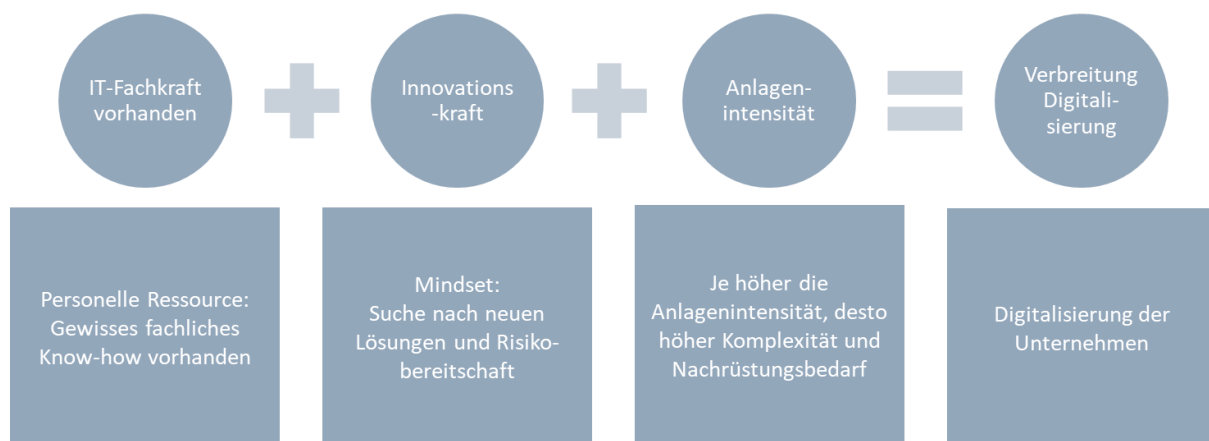 IT-Fachkraft
vorhanden
Innovations
-kraft
Anlagen-
intensität
Verbreitung
Digitali-
sierung
Personelle Ressource:
Gewisses fachliches
Know-how vorhanden
Mindset:
Suche nach neuen
Lösungen und Risiko-
bereitschaft
Je höher die
Anlagenintensität, desto
höher Komplexität und
Nachrüstungsbedarf
Digitalisierung der
Unternehmen